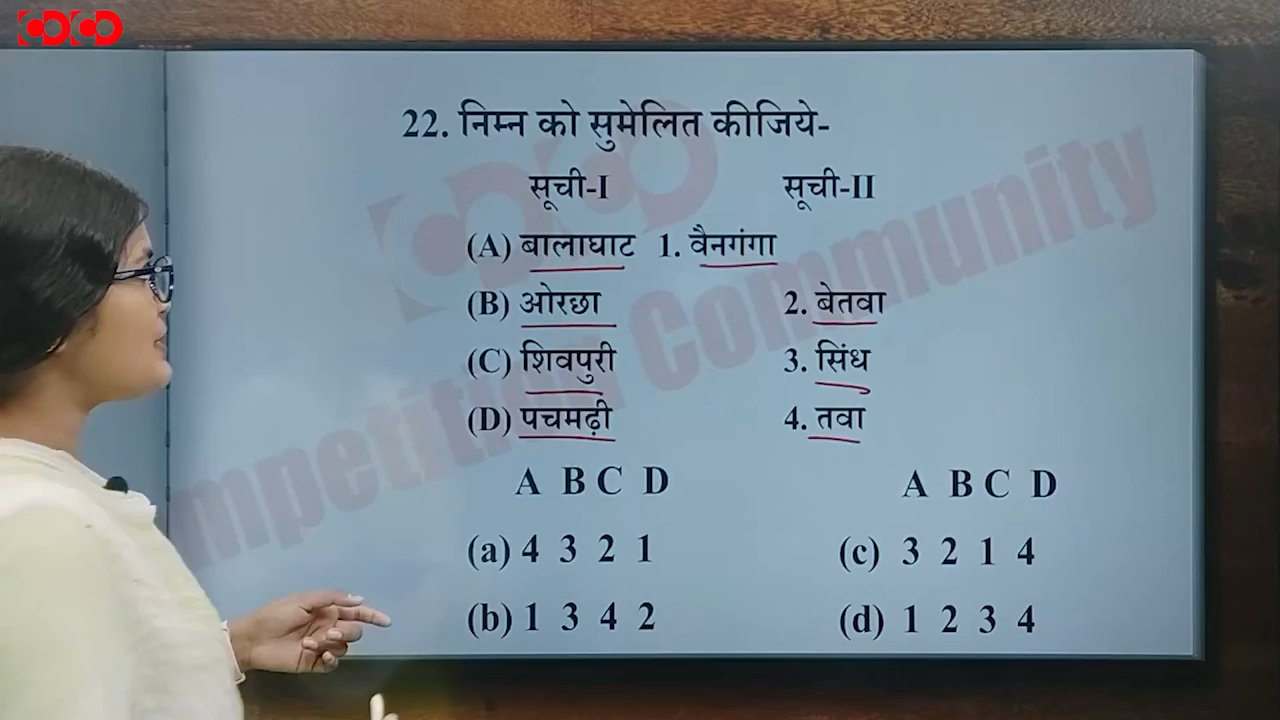 22. निम्न को सुमेलित कीजिये-
सूची-I सूची-II
(A) बालाघाट 1. वैनगंगा
(B) ओरछा 2. बेतवा
(C) शिवपुरी 3. सिंध
(D) पचमढ़ी 4. तवा
A B C D A B C D
(a) 4 3 2 1 (c) 3 2 1 4
(b) 1 3 4 2 (d) 1 2 3 4
mpetition Community